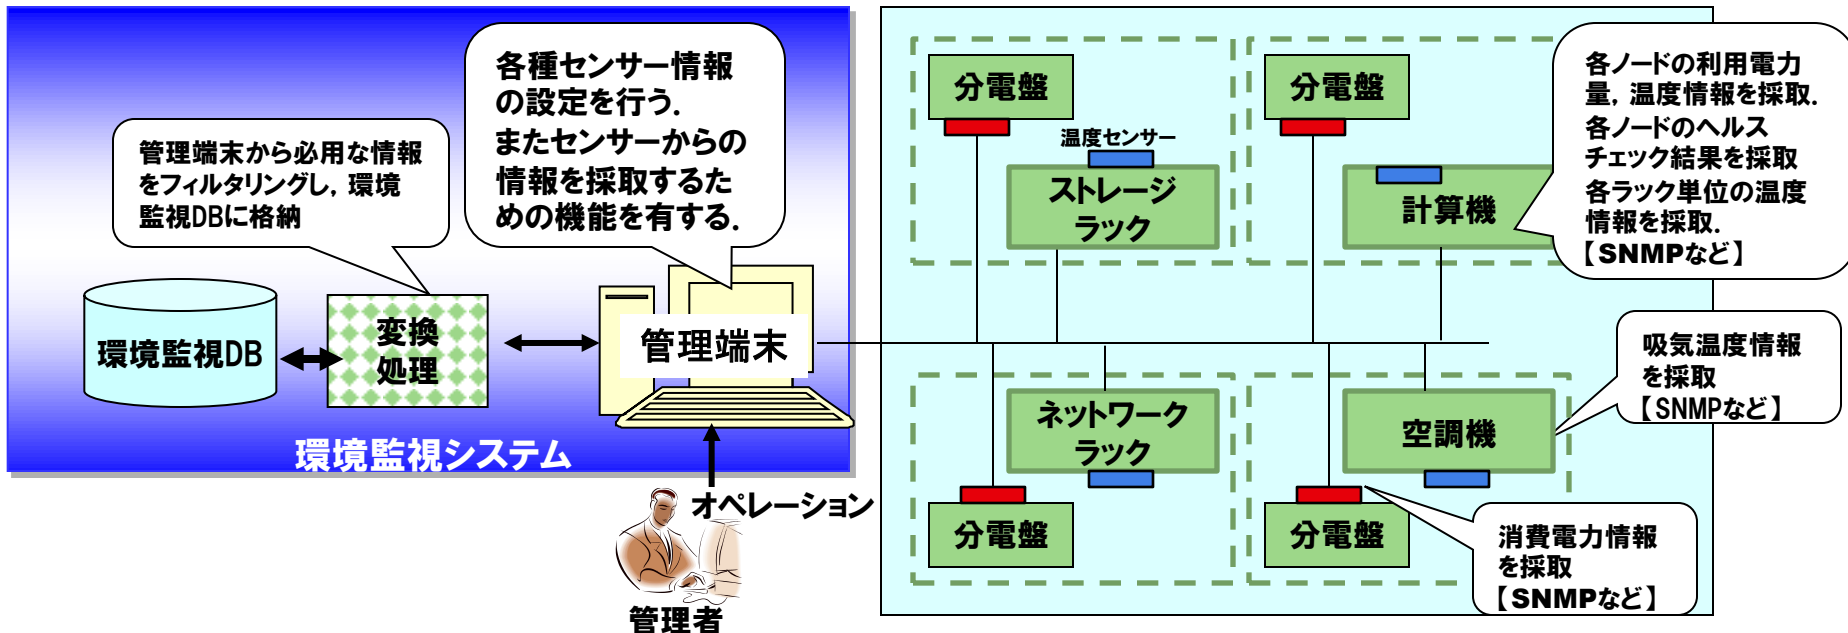 各種センサー情報
の設定を行う.
またセンサーからの
情報を採取するた
めの機能を有する.
管理端末から必用な情報
をフィルタリングし, 環境
監視DBに格納
環境監視DB
変換
処理
管理端末
環境監視システム
オペレーション
管理者
分電盤
温度センサー
ストレージ
ラック
分電盤
計算機
各ノードの利用電力
量, 温度情報を採取.
各ノードのヘルス
チェック結果を採取
各ラック単位の温度
情報を採取.
【SNMPなど】
ネットワーク
ラック
分電盤
空調機
分電盤
吸気温度情報
を採取
【SNMPなど】
消費電力情報
を採取
【SNMPなど】